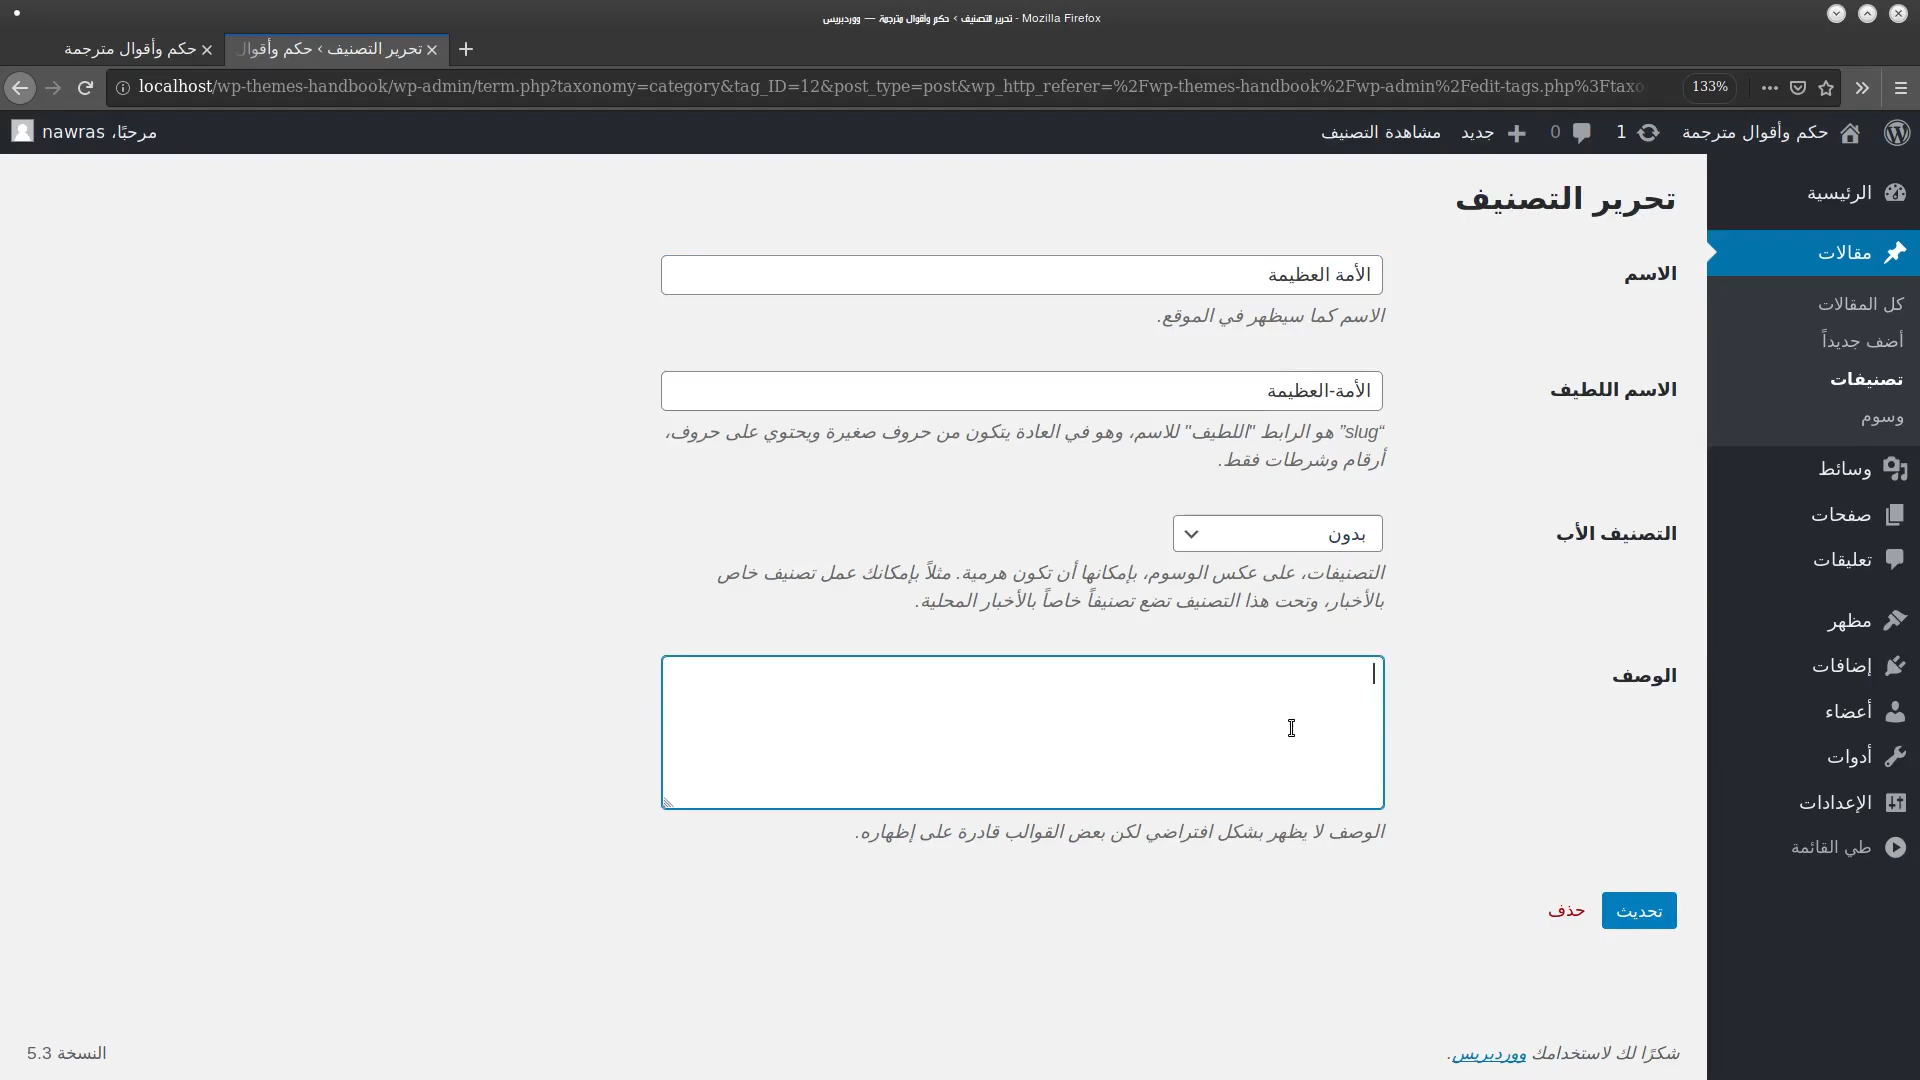 تحرير التصنيف › حكم وأقوال مترجمة — ووردبريس - Mozilla Firefox
حكم وأقوال مترجمة
تحرير التصنيف › حكم وأقوال
localhost/wp-themes-handbook/wp-admin/term.php?taxonomy=category&tag_ID=12&post_type=post&wp_http_referer=%2Fwp-themes-handbook%2Fwp-admin%2Fedit-tags.php%3Ftaxo
133%
حكم وأقوال مترجمة
1
0
جديد
مشاهدة التصنيف
مرحبًا، nawras
الرئيسية
مقالات
كل المقالات
أضف جديداً
تصنيفات
وسوم
وسائط
صفحات
تعليقات
مظهر
إضافات
أعضاء
أدوات
الإعدادات
طي القائمة
تحرير التصنيف
الاسم
الأمة العظيمة
الاسم كما سيظهر في الموقع.
الاسم اللطيف
الأمة-العظيمة
“slug” هو الرابط "اللطيف" للاسم، وهو في العادة يتكون من حروف صغيرة ويحتوي على حروف،
أرقام وشرطات فقط.
التصنيف الأب
بدون
التصنيفات، على عكس الوسوم، بإمكانها أن تكون هرمية. مثلاً بإمكانك عمل تصنيف خاص
بالأخبار، وتحت هذا التصنيف تضع تصنيفاً خاصاً بالأخبار المحلية.
الوصف
الوصف لا يظهر بشكل افتراضي لكن بعض القوالب قادرة على إظهاره.
تحديث
حذف
شكرًا لك لاستخدامك ووردبريس.
النسخة 5.3